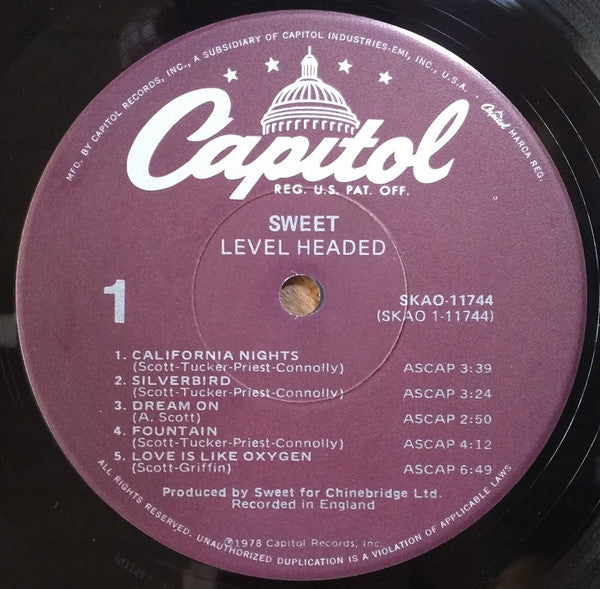 MFD. BY CAPITOL RECORDS, INC., A SUBSIDIARY OF CAPITOL INDUSTRIES-EMI, INC., U.S.A.
Capitol
Capitol MARCA REG.
REG. U.S. PAT. OFF.
SWEET
LEVEL HEADED
1
SKAO-11744
(SKAO 1-11744)
1. CALIFORNIA NIGHTS
(Scott-Tucker-Priest-Connolly) ASCAP 3:39
2. SILVERBIRD
(Scott-Tucker-Priest-Connolly) ASCAP 3:24
3. DREAM ON
(A. Scott) ASCAP 2:50
4. FOUNTAIN
(Scott-Tucker-Priest-Connolly) ASCAP 4:12
5. LOVE IS LIKE OXYGEN
(Scott-Griffin) ASCAP 6:49
Produced by Sweet for Chinebridge Ltd.
Recorded in England
℗1978 Capitol Records, Inc.
ALL RIGHTS RESERVED. UNAUTHORIZED DUPLICATION IS A VIOLATION OF APPLICABLE LAWS